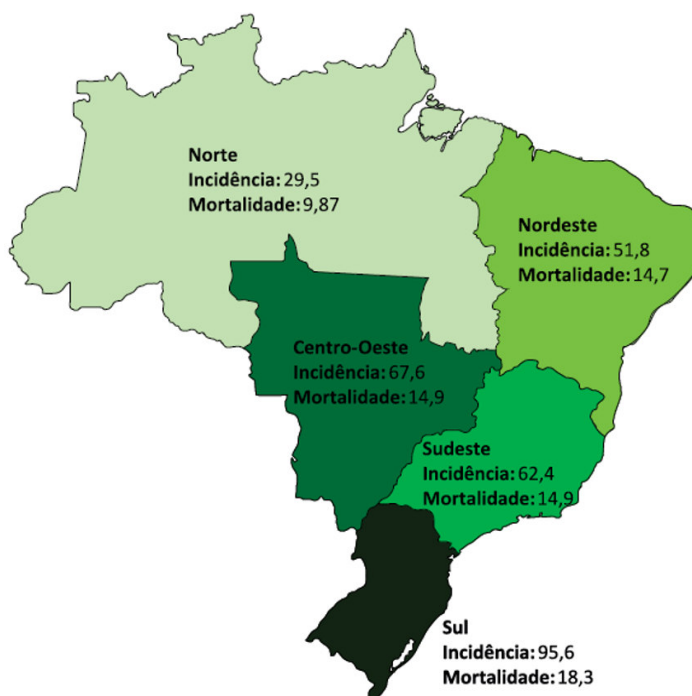 Norte
Incidência: 29,5
Mortalidade: 9,87
Nordeste
Incidência: 51,8
Mortalidade: 14,7
Centro-Oeste
Incidência: 67,6
Mortalidade: 14,9
Sudeste
Incidência: 62,4
Mortalidade: 14,9
Sul
Incidência: 95,6
Mortalidade: 18,3